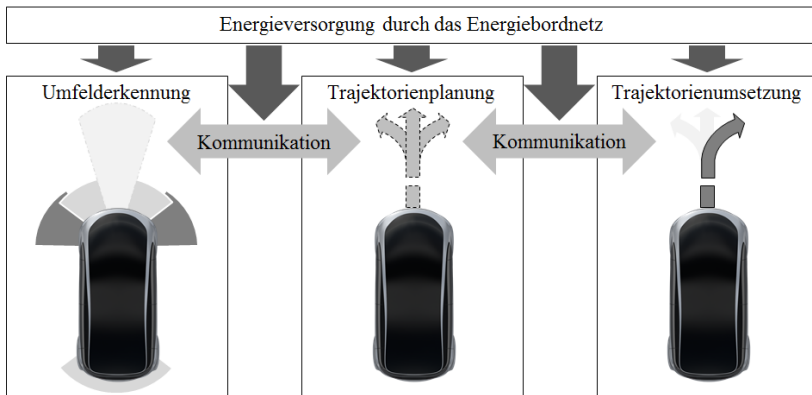 Energieversorgung durch das Energiebordnetz
Umfelderkennung
Trajektorienplanung
Trajektorienumsetzung
Kommunikation
Kommunikation